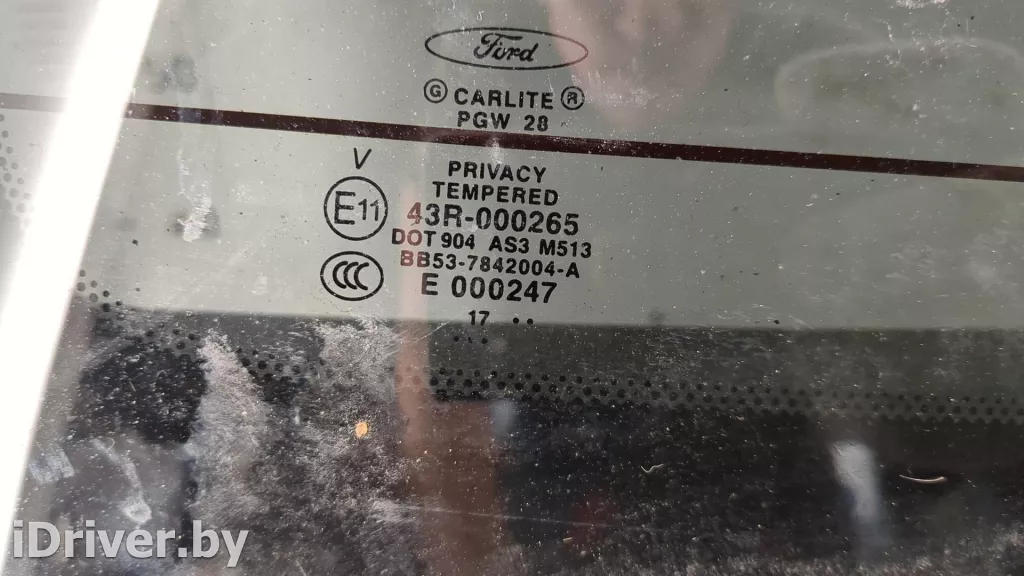 Ford
G CARLITE R
PGW 28
V
PRIVACY
TEMPERED
E11 43R-000265
DOT 904 AS3 M513
BB53-7842004-A
CCC E 000247
17 ..
...
iDriver.by